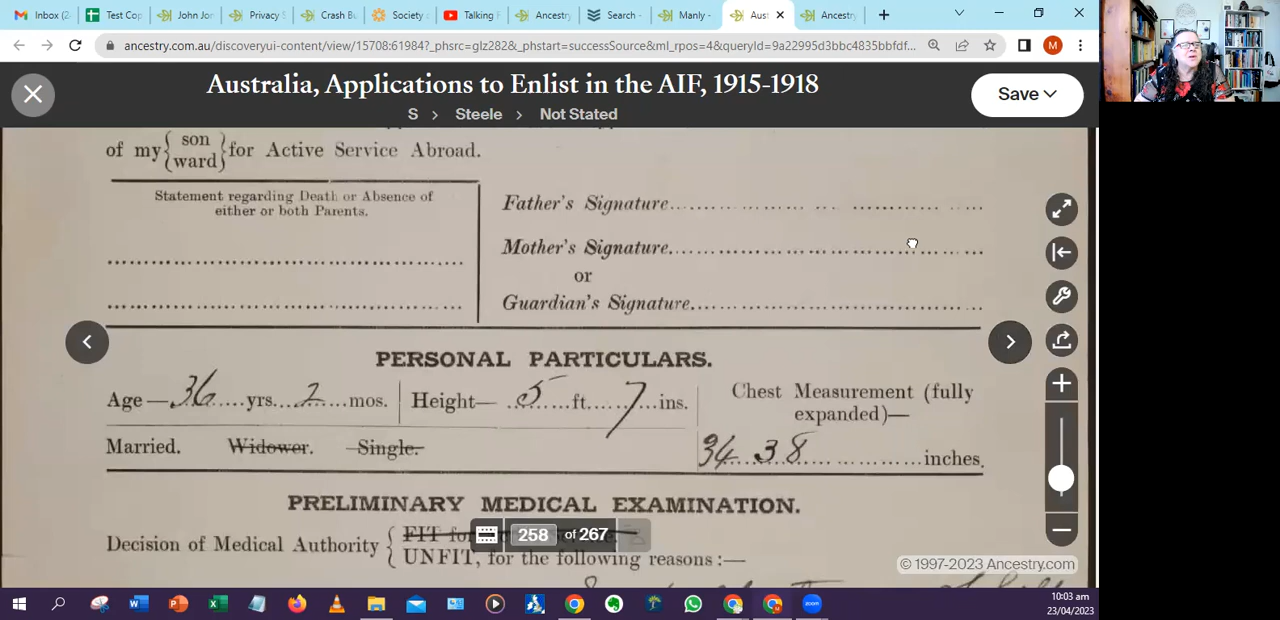 Inbox (2
Test Cop
John Jor
Privacy S
Crash Bu
Society o
Talking F
Ancestry
Search -
Manly -
Aust
Ancestry
ancestry.com.au/discoveryui-content/view/15708:61984?_phsrc=glz282&_phstart=successSource&ml_rpos=4&queryId=9a22995d3bbc4835bbfdf...
M
Australia, Applications to Enlist in the AIF, 1915-1918
S > Steele > Not Stated
Save
of my { son ward } for Active Service Abroad.
Statement regarding Death or Absence of
either or both Parents.
Father's Signature
Mother's Signature
or
Guardian's Signature
PERSONAL PARTICULARS.
Age — 36 yrs. 2 mos. Height— 5 ft. 7 ins.
Chest Measurement (fully
expanded)—
Married. Widower. Single.
34 38 inches.
PRELIMINARY MEDICAL EXAMINATION.
Decision of Medical Authority
FIT for
UNFIT, for the following reasons :—
258 of 267
© 1997-2023 Ancestry.com
zoom
10:03 am
23/04/2023